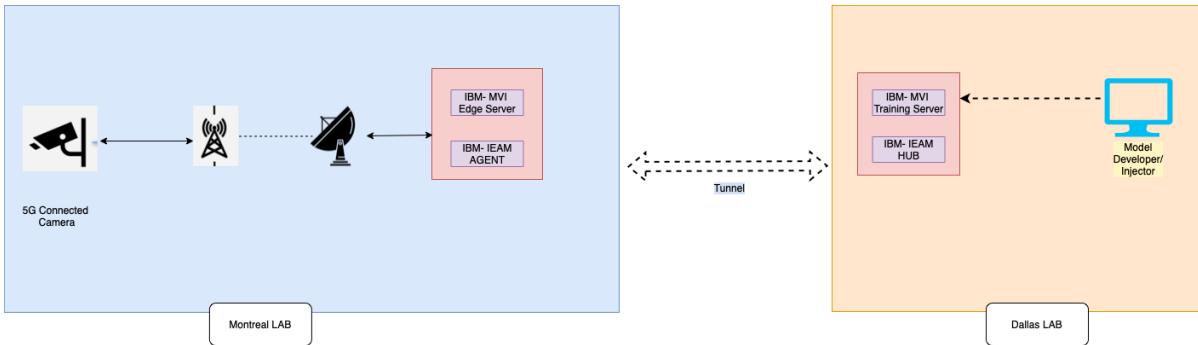 IBM- MVI
Edge Server
IBM- IEAM
AGENT
5G Connected
Camera
Montreal LAB
Tunnel
IBM- MVI
Training Server
IBM- IEAM
HUB
Model
Developer/
Injector
Dallas LAB